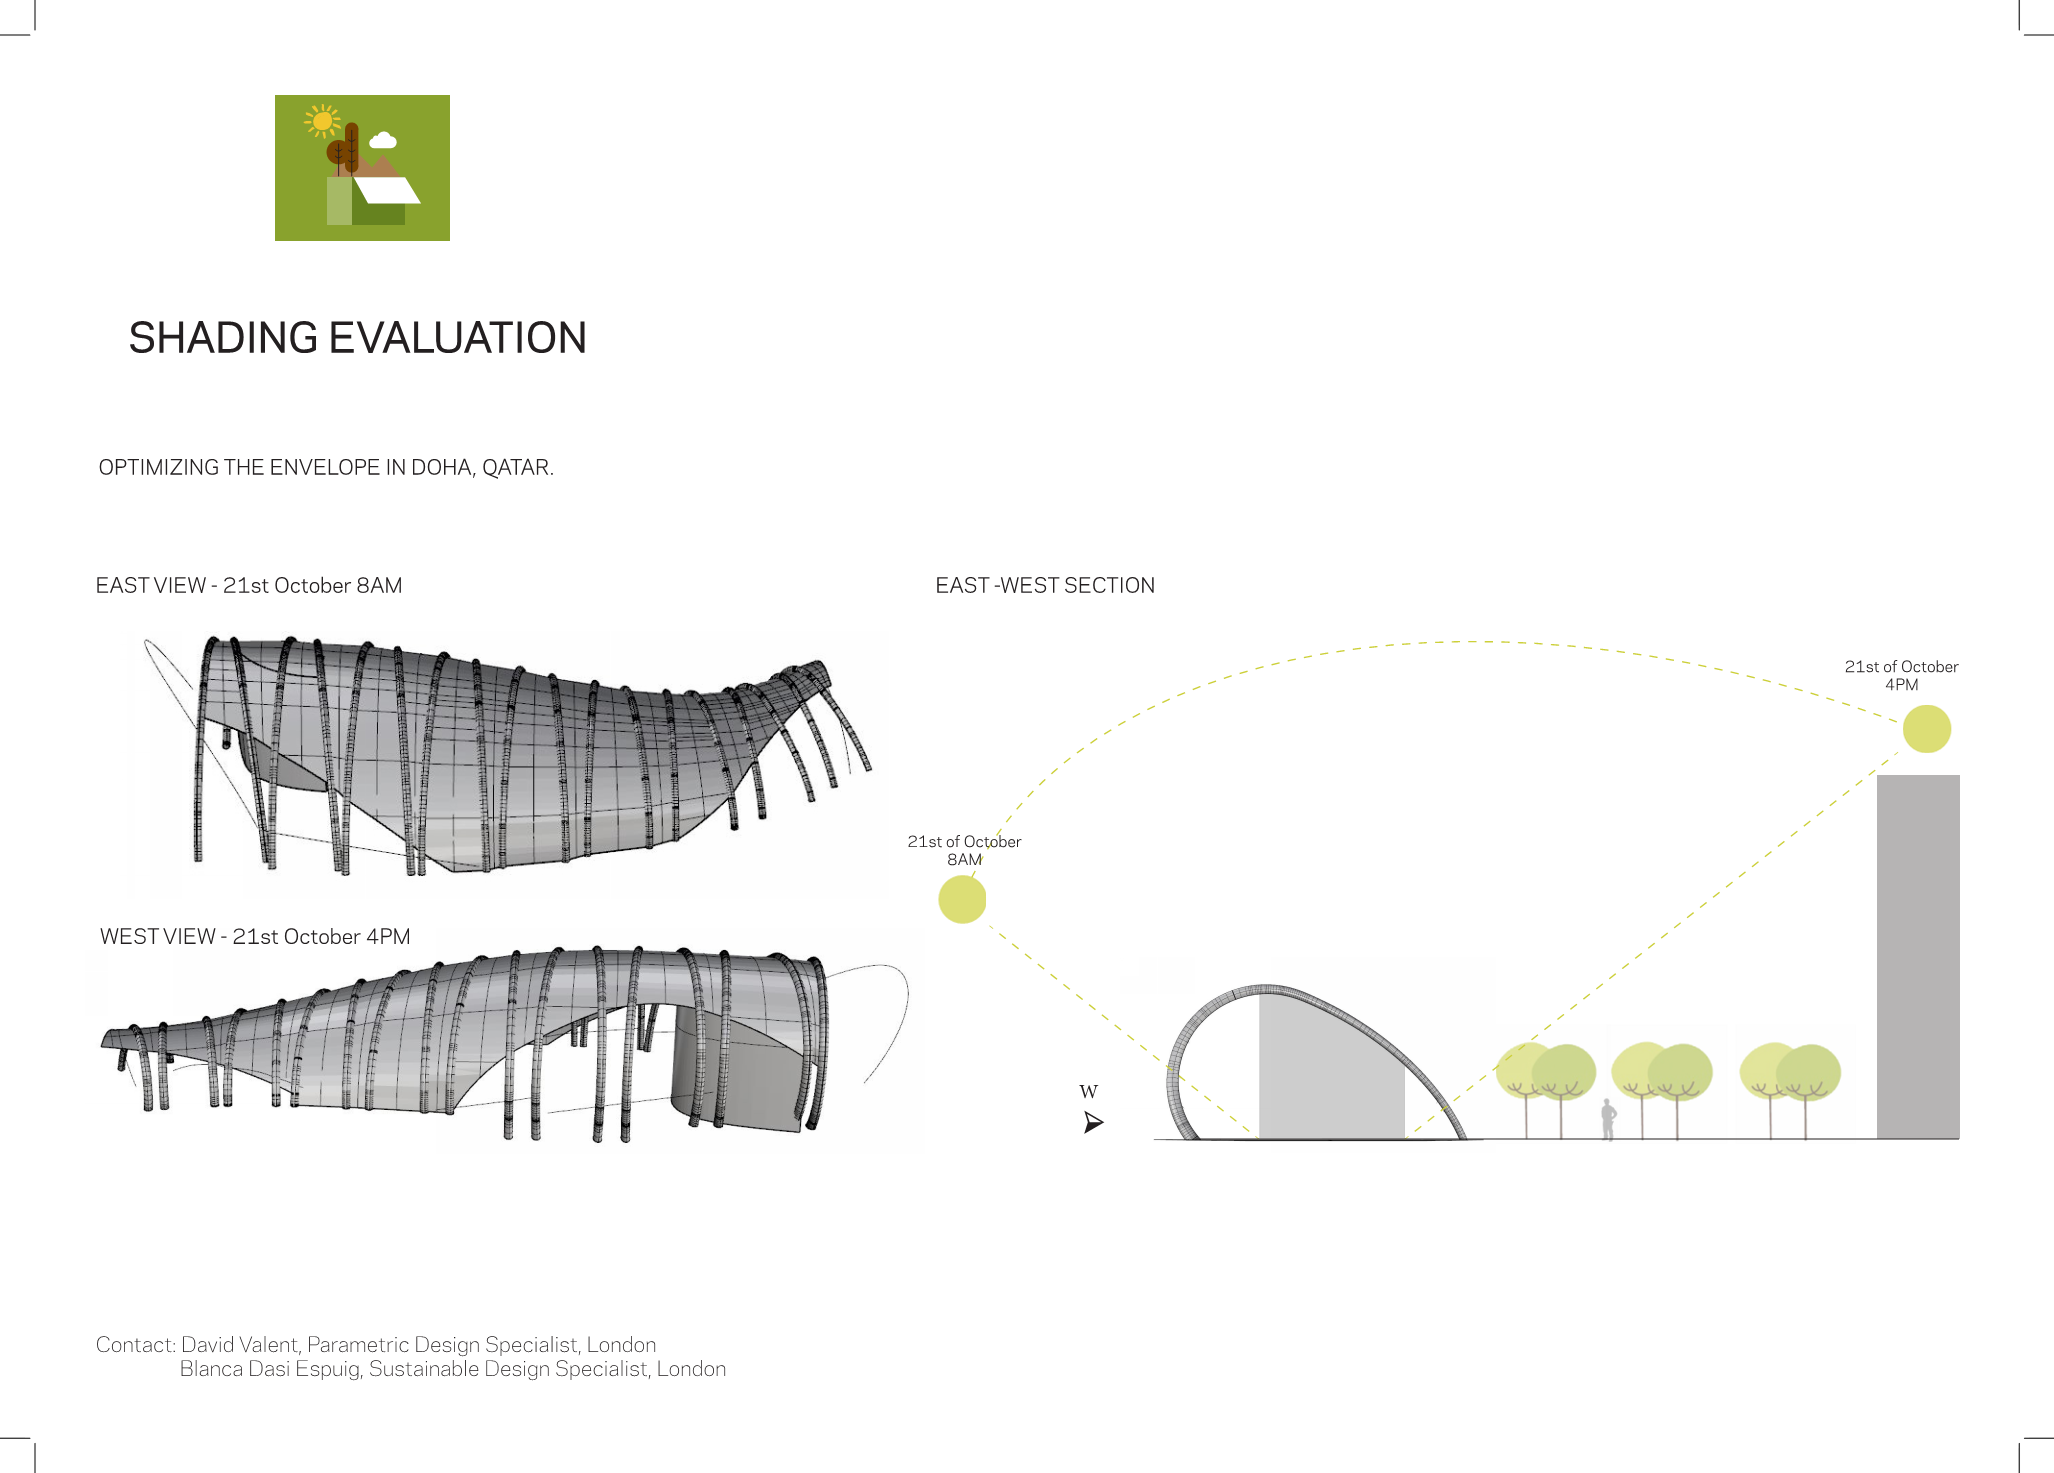 SHADING EVALUATION
OPTIMIZING THE ENVELOPE IN DOHA, QATAR.
EAST VIEW - 21st October 8AM
WEST VIEW - 21st October 4PM
EAST -WEST SECTION
21st of October
4PM
21st of October
8AM
W
Contact: David Valent, Parametric Design Specialist, London
Blanca Dasi Espuig, Sustainable Design Specialist, London